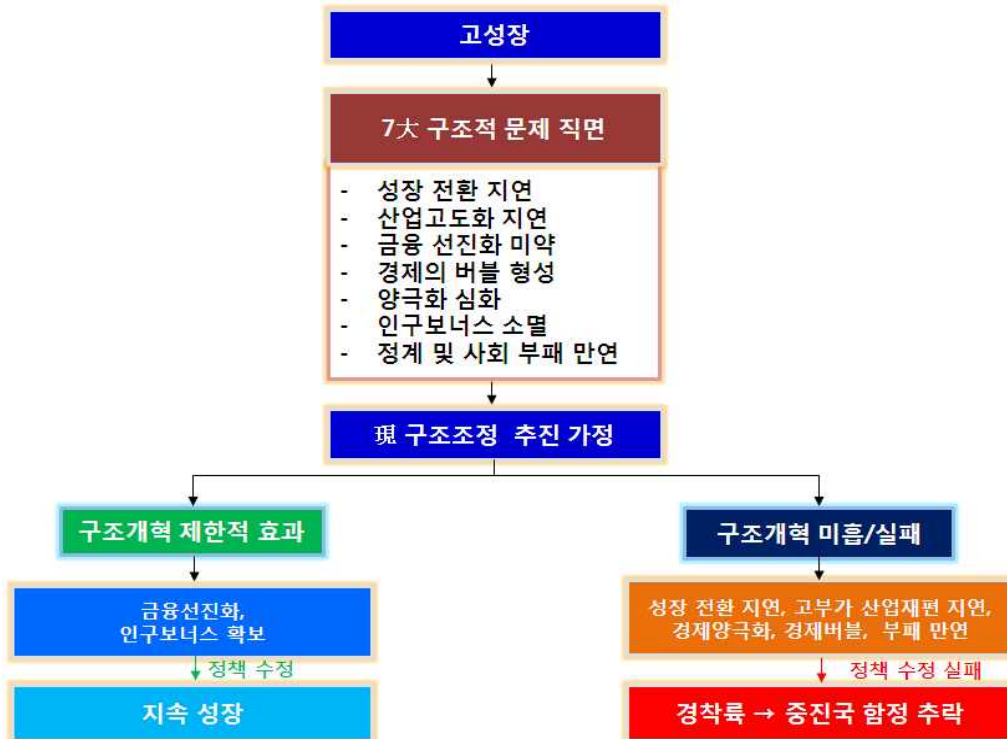 고성장
7大 구조적 문제 직면
- 성장 전환 지연
- 산업고도화 지연
- 금융 선진화 미약
- 경제의 버블 형성
- 양극화 심화
- 인구보너스 소멸
- 정계 및 사회 부패 만연
現 구조조정 추진 가정
구조개혁 제한적 효과
금융선진화,
인구보너스 확보
정책 수정
지속 성장
구조개혁 미흡/실패
성장 전환 지연, 고부가 산업재편 지연,
경제양극화, 경제버블, 부패 만연
정책 수정 실패
경착륙 → 중진국 함정 추락